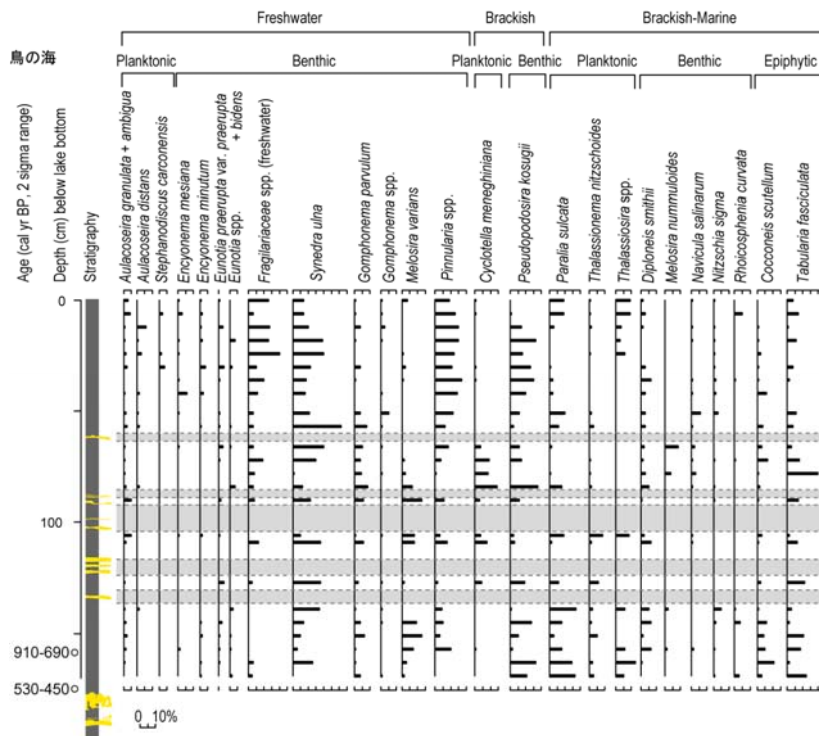 Freshwater
Brackish
Brackish-Marine
鳥の海
Planktonic
Benthic
Planktonic
Benthic
Planktonic
Benthic
Epiphytic
Age (cal yr BP, 2 sigma range)
Depth (cm) below lake bottom
Stratigraphy
Aulacoseira granulata + ambigua
Aulacoseira distans
Stephanodiscus carconensis
Encyonema mesiana
Encyonema minutum
Eunotia praerupta var. praerupta
+ bidens
Eunotia spp.
Fragilariaceae spp. (freshwater)
Synedra ulna
Gomphonema parvulum
Gomphonema spp.
Melosira varians
Pinnularia spp.
Cyclotella meneghiniana
Pseudopodosira kosugii
Paralia sulcata
Thalassionema nitzschoides
Thalassiosira spp.
Diploneis smithii
Melosira nummuloides
Navicula salinarum
Nitzschia sigma
Rhoicosphenia curvata
Cocconeis scutellum
Tabularia fasciculata
0
100
910-690
530-450
0 10%